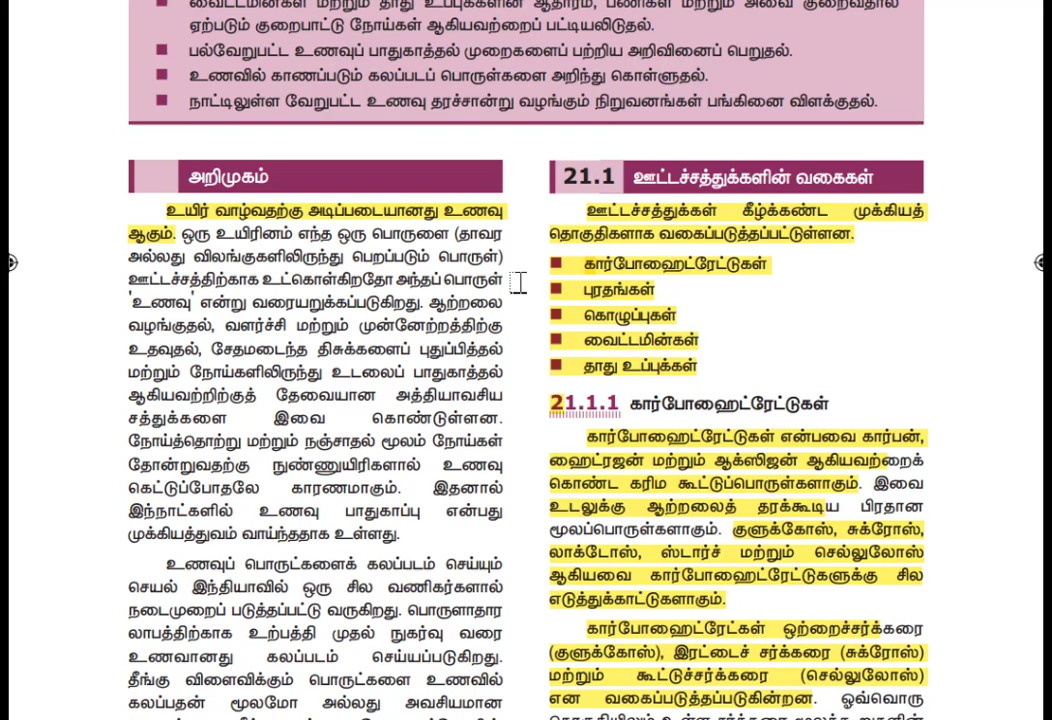 வைட்டமின்கள் மற்றும் தாது உப்புக்களின் ஆதாரம், பணிகள் மற்றும் அவை குறைவதால்
ஏற்படும் குறைபாட்டு நோய்கள் ஆகியவற்றைப் பட்டியலிடுதல்.
பல்வேறுபட்ட உணவுப் பாதுகாத்தல் முறைகளைப் பற்றிய அறிவினைப் பெறுதல்.
உணவில் காணப்படும் கலப்படப் பொருள்களை அறிந்து கொள்ளுதல்.
நாட்டிலுள்ள வேறுபட்ட உணவு தரச்சான்று வழங்கும் நிறுவனங்கள் பங்கினை விளக்குதல்.
அறிமுகம்
உயிர் வாழ்வதற்கு அடிப்படையானது உணவு
ஆகும். ஒரு உயிரினம் எந்த ஒரு பொருளை (தாவர
அல்லது விலங்குகளிலிருந்து பெறப்படும் பொருள்)
ஊட்டச்சத்திற்காக உட்கொள்கிறதோ அந்தப் பொருள்
'உணவு' என்று வரையறுக்கப்படுகிறது. ஆற்றலை
வழங்குதல், வளர்ச்சி மற்றும் முன்னேற்றத்திற்கு
உதவுதல், சேதமடைந்த திசுக்களைப் புதுப்பித்தல்
மற்றும் நோய்களிலிருந்து உடலைப் பாதுகாத்தல்
ஆகியவற்றிற்குத் தேவையான அத்தியாவசிய
சத்துக்களை இவை கொண்டுள்ளன.
நோய்த்தொற்று மற்றும் நஞ்சாதல் மூலம் நோய்கள்
தோன்றுவதற்கு நுண்ணுயிரிகளால் உணவு
கெட்டுப்போதலே காரணமாகும். இதனால்
இந்நாட்களில் உணவு பாதுகாப்பு என்பது
முக்கியத்துவம் வாய்ந்ததாக உள்ளது.
உணவுப் பொருட்களைக் கலப்படம் செய்யும்
செயல் இந்தியாவில் ஒரு சில வணிகர்களால்
நடைமுறைப் படுத்தப்பட்டு வருகிறது. பொருளாதார
லாபத்திற்காக உற்பத்தி முதல் நுகர்வு வரை
உணவானது கலப்படம் செய்யப்படுகிறது.
தீங்கு விளைவிக்கும் பொருட்களை உணவில்
கலப்பதன் மூலமோ அல்லது அவசியமான
21.1 ஊட்டச்சத்துக்களின் வகைகள்
ஊட்டச்சத்துக்கள் கீழ்க்கண்ட முக்கியத்
தொகுதிகளாக வகைப்படுத்தப்பட்டுள்ளன.
கார்போஹைட்ரேட்டுகள்
புரதங்கள்
கொழுப்புகள்
வைட்டமின்கள்
தாது உப்புக்கள்
21.1.1 கார்போஹைட்ரேட்டுகள்
கார்போஹைட்ரேட்டுகள் என்பவை கார்பன்,
ஹைட்ரஜன் மற்றும் ஆக்ஸிஜன் ஆகியவற்றைக்
கொண்ட கரிம கூட்டுப்பொருள்களாகும். இவை
உடலுக்கு ஆற்றலைத் தரக்கூடிய பிரதான
மூலப்பொருள்களாகும். குளுக்கோஸ், சுக்ரோஸ்,
லாக்டோஸ், ஸ்டார்ச் மற்றும் செல்லுலோஸ்
ஆகியவை கார்போஹைட்ரேட்டுகளுக்கு சில
எடுத்துக்காட்டுகளாகும்.
கார்போஹைட்ரேட்கள் ஒற்றைச்சர்க்கரை
(குளுக்கோஸ்), இரட்டைச் சர்க்கரை (சுக்ரோஸ்)
மற்றும் கூட்டுச்சர்க்கரை (செல்லுலோஸ்)
என வகைப்படுத்தப்படுகின்றன. ஓவ்வொரு